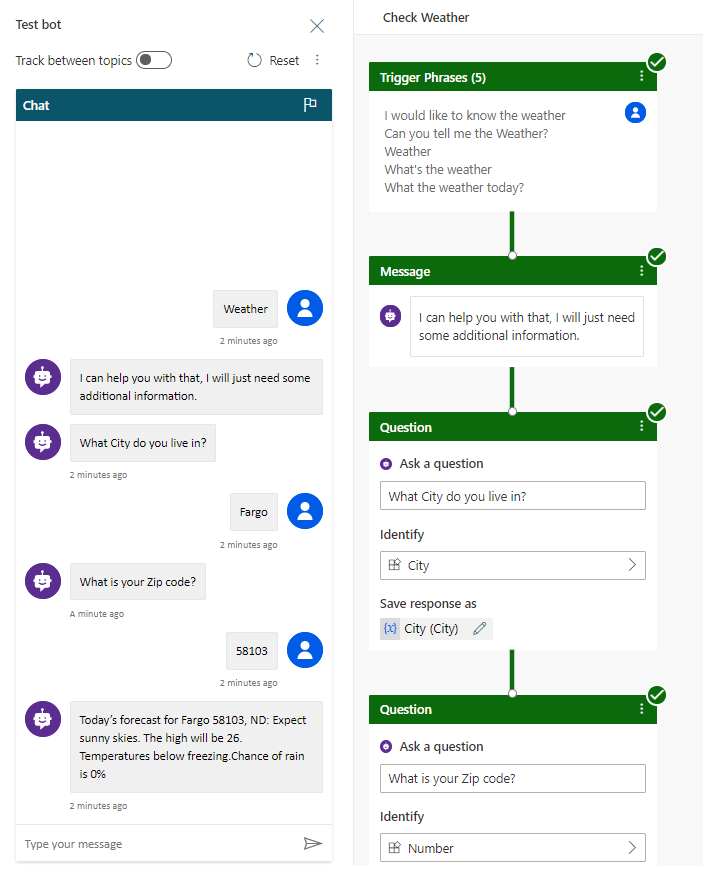 Test bot
Track between topics
Reset
Chat
Weather
2 minutes ago
I can help you with that, I will just need some
additional information.
What City do you live in?
2 minutes ago
Fargo
2 minutes ago
What is your Zip code?
A minute ago
58103
2 minutes ago
Today's forecast for Fargo 58103, ND: Expect
sunny skies. The high will be 26.
Temperatures below freezing.Chance of rain
is 0%
2 minutes ago
Type your message
Check Weather
Trigger Phrases (5)
I would like to know the weather
Can you tell me the Weather?
Weather
What's the weather
What the weather today?
Message
I can help you with that, I will just need
some additional information.
Question
Ask a question
What City do you live in?
Identify
City
Save response as
{x} City (City)
Question
Ask a question
What is your Zip code?
Identify
Number